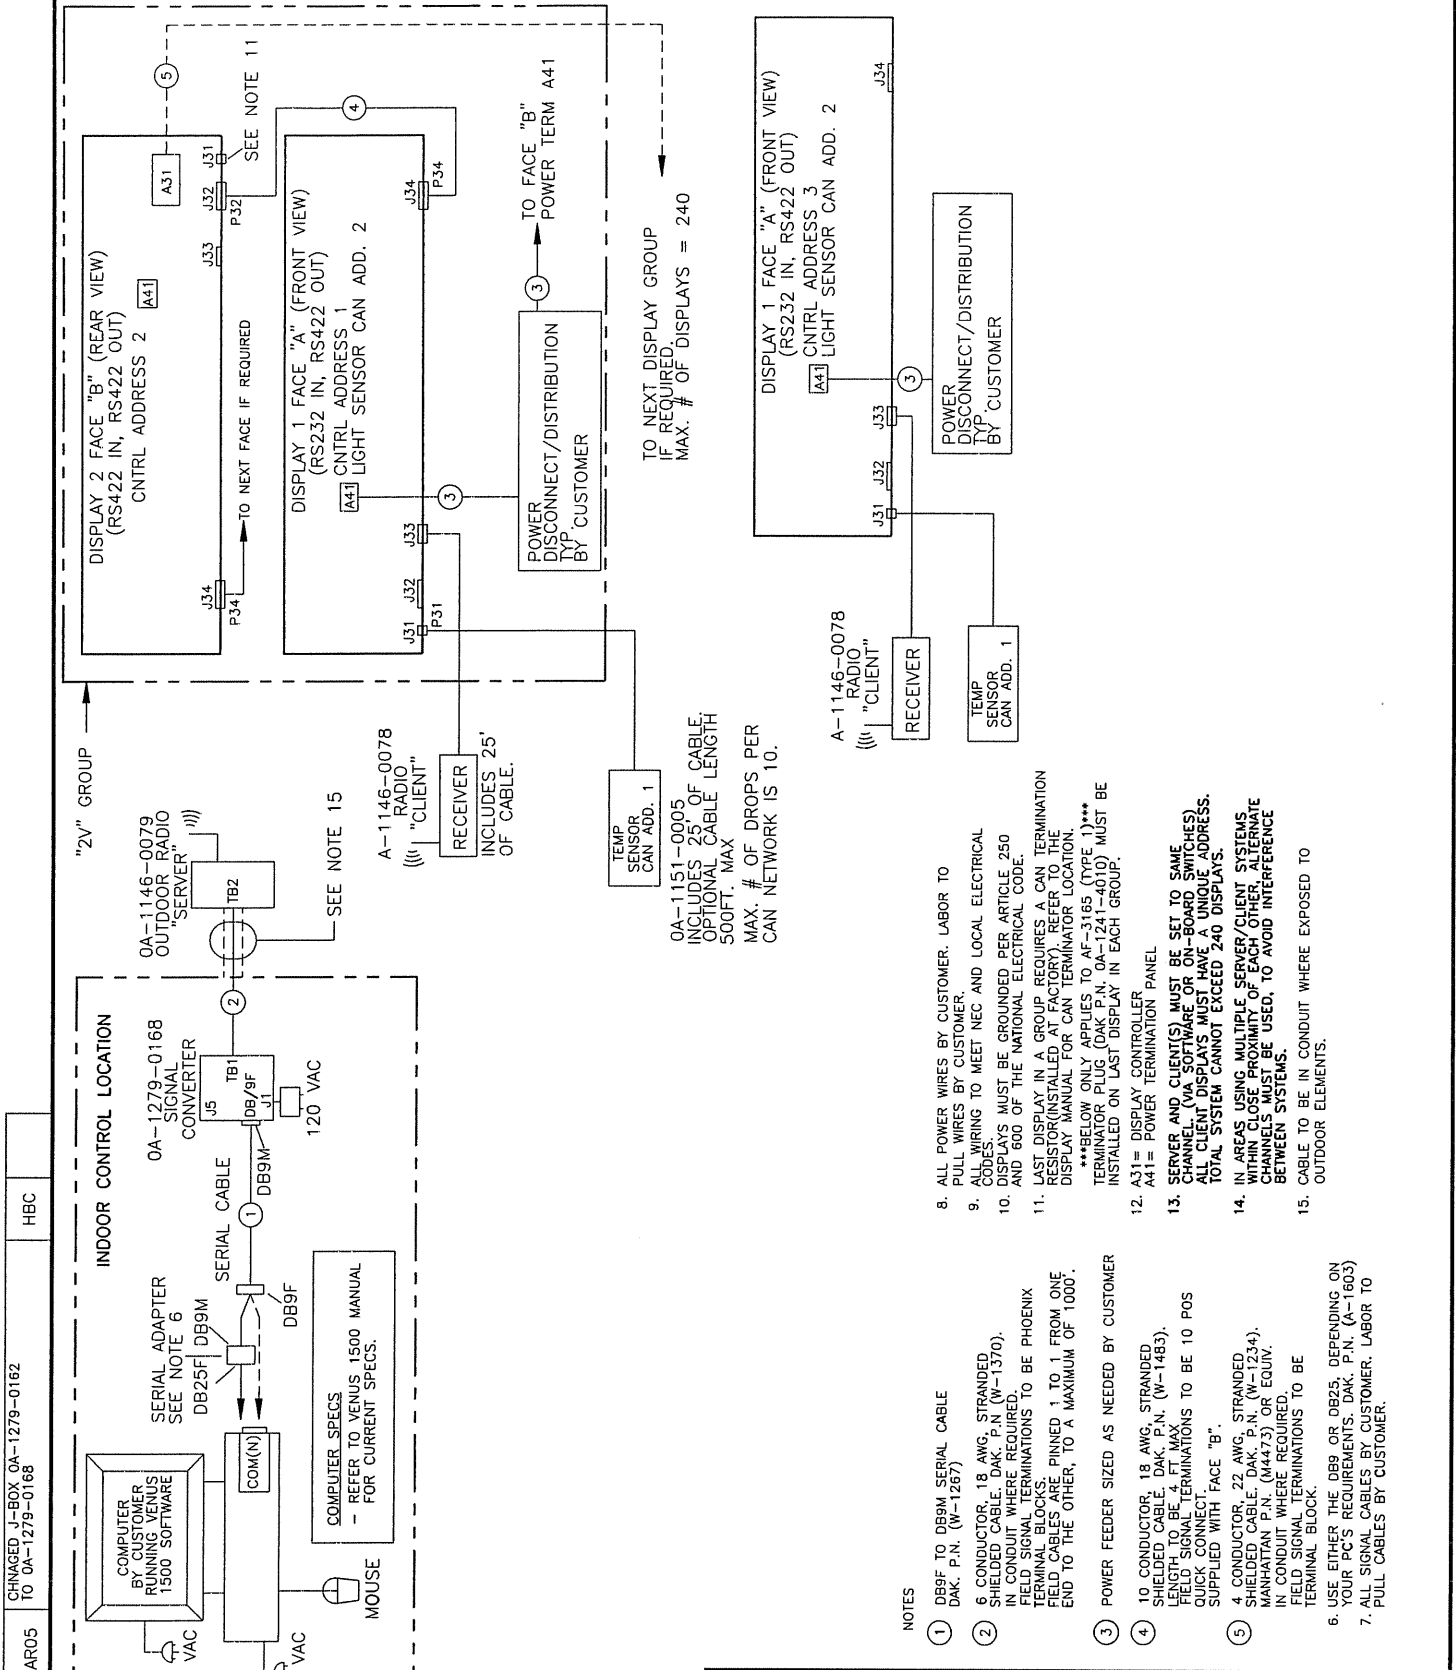 AR05
CHNAGED J-BOX 0A-1279-0162
TO 0A-1279-0168
HBC
INDOOR CONTROL LOCATION
COMPUTER
BY CUSTOMER
RUNNING VENUS
1500 SOFTWARE
VAC
VAC
MOUSE
COM(N)
SERIAL ADAPTER
SEE NOTE 6
DB25F
DB9M
DB9F
SERIAL CABLE
1
DB9M
COMPUTER SPECS
- REFER TO VENUS 1500 MANUAL
FOR CURRENT SPECS.
0A-1279-0168
SIGNAL
CONVERTER
J5
TB1
DB/9F
J1
120 VAC
2
0A-1146-0079
OUTDOOR RADIO
"SERVER"
TB2
SEE NOTE 15
"2V" GROUP
DISPLAY 2 FACE "B" (REAR VIEW)
(RS422 IN, RS422 OUT)
CNTRL ADDRESS 2
A41
A31
5
J34
P34
TO NEXT FACE IF REQUIRED
J33
J32
P32
J31
SEE NOTE 11
4
DISPLAY 1 FACE "A" (FRONT VIEW)
(RS232 IN, RS422 OUT)
CNTRL ADDRESS 1
LIGHT SENSOR CAN ADD. 2
A41
J31
P31
J32
J33
J34
P34
3
POWER
DISCONNECT/DISTRIBUTION
TYP.
BY CUSTOMER
3
TO FACE "B"
POWER TERM A41
A-1146-0078
RADIO
"CLIENT"
RECEIVER
INCLUDES 25'
OF CABLE.
TEMP
SENSOR
CAN ADD. 1
0A-1151-0005
INCLUDES 25' OF CABLE.
OPTIONAL CABLE LENGTH
500FT. MAX
MAX. # OF DROPS PER
CAN NETWORK IS 10.
TO NEXT DISPLAY GROUP
IF REQUIRED.
MAX. # OF DISPLAYS = 240
DISPLAY 1 FACE "A" (FRONT VIEW)
(RS232 IN, RS422 OUT)
CNTRL ADDRESS 3
LIGHT SENSOR CAN ADD. 2
A41
J31
J32
J33
J34
3
POWER
DISCONNECT/DISTRIBUTION
TYP.
BY CUSTOMER
A-1146-0078
RADIO
"CLIENT"
RECEIVER
TEMP
SENSOR
CAN ADD. 1
NOTES
1 DB9F TO DB9M SERIAL CABLE
DAK. P.N. (W-1267)
2 6 CONDUCTOR, 18 AWG, STRANDED
SHIELDED CABLE. DAK. P.N (W-1370).
IN CONDUIT WHERE REQUIRED.
FIELD SIGNAL TERMINATIONS TO BE PHOENIX
TERMINAL BLOCKS.
FIELD CABLES ARE PINNED 1 TO 1 FROM ONE
END TO THE OTHER, TO A MAXIMUM OF 1000'.
3 POWER FEEDER SIZED AS NEEDED BY CUSTOMER
4 10 CONDUCTOR, 18 AWG, STRANDED
SHIELDED CABLE. DAK. P.N. (W-1483).
LENGTH TO BE 4 FT MAX
FIELD SIGNAL TERMINATIONS TO BE 10 POS
QUICK CONNECT.
SUPPLIED WITH FACE "B".
5 4 CONDUCTOR, 22 AWG, STRANDED
SHIELDED CABLE. DAK. P.N. (W-1234).
MANHATTAN P.N. (M4473) OR EQUIV.
IN CONDUIT WHERE REQUIRED.
FIELD SIGNAL TERMINATIONS TO BE
TERMINAL BLOCK.
6. USE EITHER THE DB9 OR DB25, DEPENDING ON
YOUR PC'S REQUIREMENTS. DAK. P.N. (A-1603)
7. ALL SIGNAL CABLES BY CUSTOMER. LABOR TO
PULL CABLES BY CUSTOMER.
8. ALL POWER WIRES BY CUSTOMER. LABOR TO
PULL WIRES BY CUSTOMER.
9. ALL WIRING TO MEET NEC AND LOCAL ELECTRICAL
CODES.
10. DISPLAYS MUST BE GROUNDED PER ARTICLE 250
AND 600 OF THE NATIONAL ELECTRICAL CODE.
11. LAST DISPLAY IN A GROUP REQUIRES A CAN TERMINATION
RESISTOR(INSTALLED AT FACTORY). REFER TO THE
DISPLAY MANUAL FOR CAN TERMINATOR LOCATION.
***BELOW ONLY APPLIES TO AF-3165 (TYPE 1)***
TERMINATOR PLUG (DAK P.N. 0A-1241-4010) MUST BE
INSTALLED ON LAST DISPLAY IN EACH GROUP.
12. A31= DISPLAY CONTROLLER
A41= POWER TERMINATION PANEL
13. SERVER AND CLIENT(S) MUST BE SET TO SAME
CHANNEL. (VIA SOFTWARE OR ON-BOARD SWITCHES)
ALL CLIENT DISPLAYS MUST HAVE A UNIQUE ADDRESS.
TOTAL SYSTEM CANNOT EXCEED 240 DISPLAYS.
14. IN AREAS USING MULTIPLE SERVER/CLIENT SYSTEMS
WITHIN CLOSE PROXIMITY OF EACH OTHER, ALTERNATE
CHANNELS MUST BE USED, TO AVOID INTERFERENCE
BETWEEN SYSTEMS.
15. CABLE TO BE IN CONDUIT WHERE EXPOSED TO
OUTDOOR ELEMENTS.